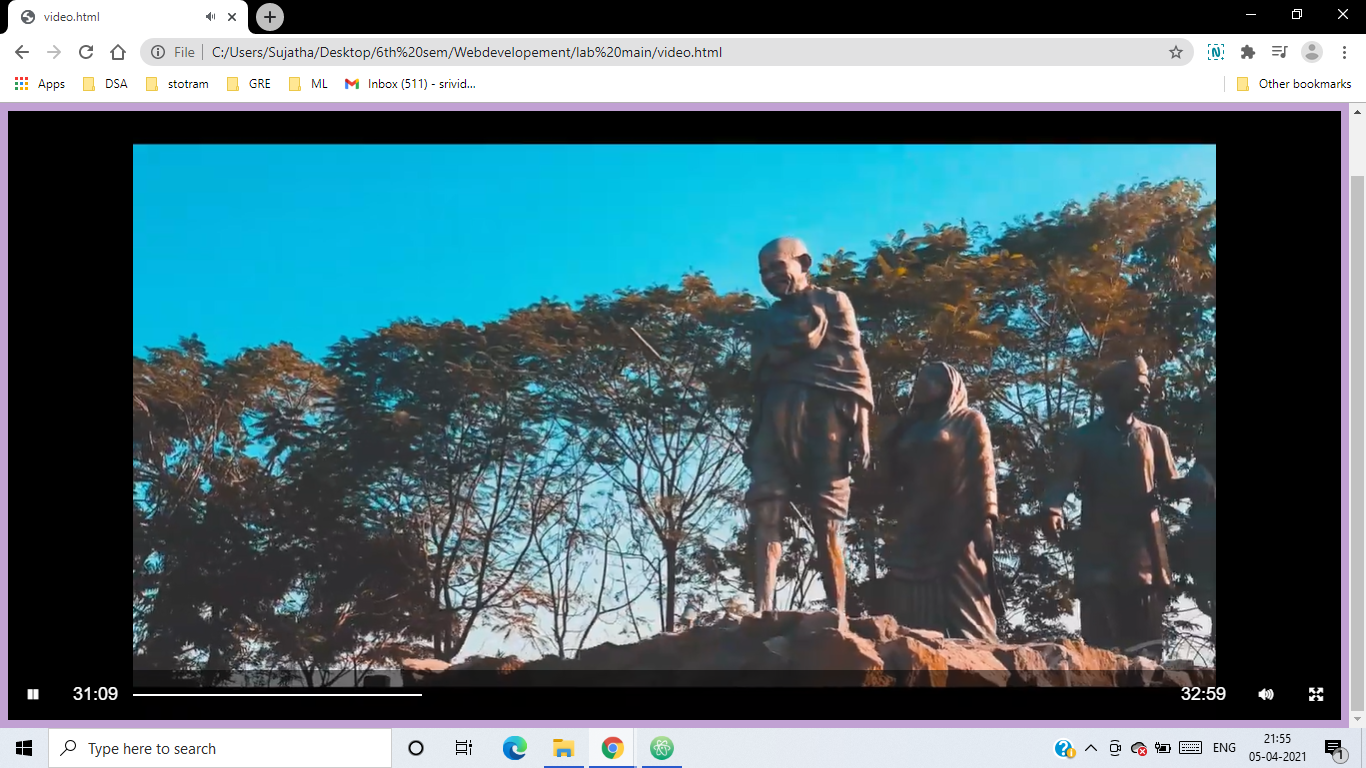 video.html
File C:/Users/Sujatha/Desktop/6th%20sem/Webdevelopement/lab%20main/video.html
Apps DSA stotram GRE ML Inbox (511) - srivid... Other bookmarks
31:09 32:59
Type here to search
ENG 21:55
05-04-2021
1